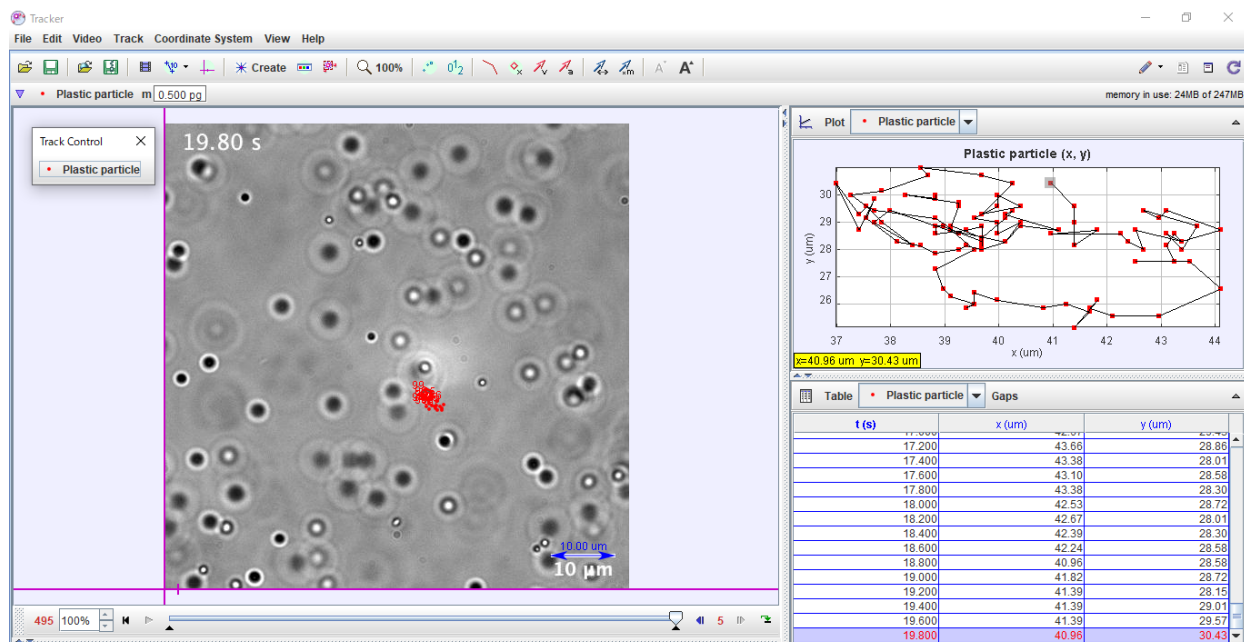 Tracker
File Edit Video Track Coordinate System View Help
Create 100%
Plastic particle m 0.500 pg memory in use: 24MB of 247MB
Track Control
Plastic particle
19.80 s
10.00 um
10 µm
495 100% 5
Plot Plastic particle
Plastic particle (x, y)
y (um)
30
29
28
27
26
37 38 39 40 41 42 43 44
x (um)
x=40.96 um y=30.43 um
Table Plastic particle Gaps
t (s) x (um) y (um)
17.200 43.66 28.86
17.400 43.38 28.01
17.600 43.10 28.58
17.800 43.38 28.30
18.000 42.53 28.72
18.200 42.67 28.01
18.400 42.39 28.30
18.600 42.24 28.58
18.800 40.96 28.58
19.000 41.82 28.72
19.200 41.39 28.15
19.400 41.39 29.01
19.600 41.39 29.57
19.800 40.96 30.43